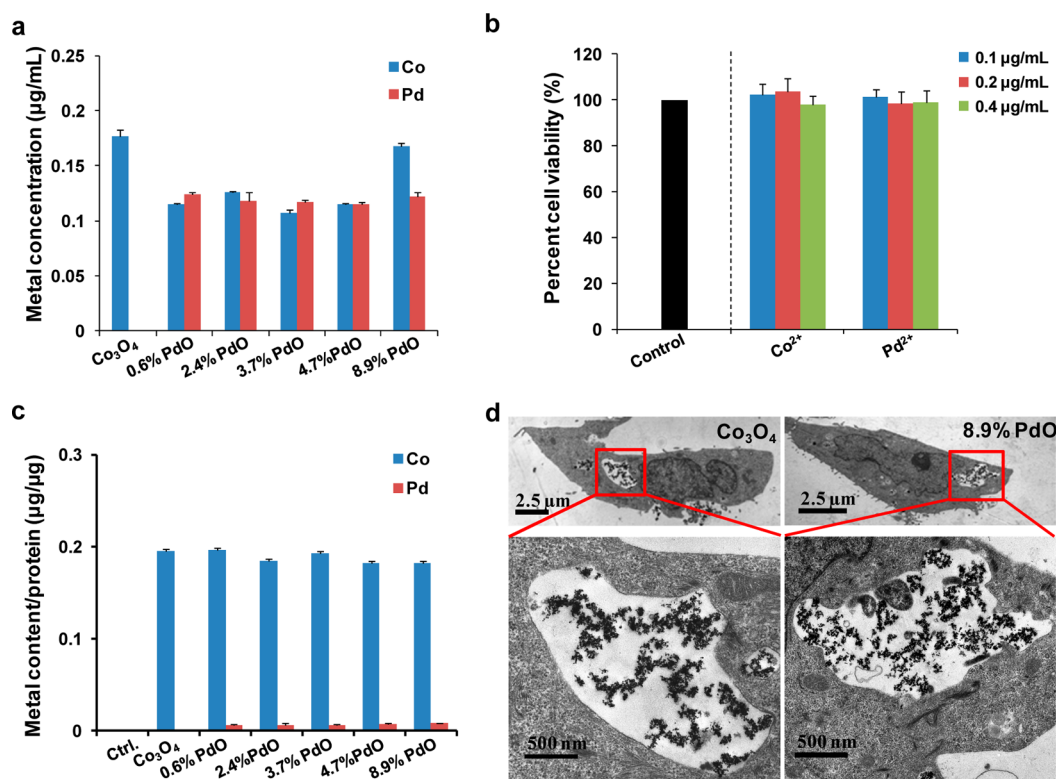 a
Metal concentration (µg/mL)
0.25
0.2
0.15
0.1
0.05
0
Co
Pd
Co₃O₄
0.6% PdO
2.4% PdO
3.7% PdO
4.7%PdO
8.9% PdO
b
Percent cell viability (%)
120
100
80
60
40
20
0
0.1 µg/mL
0.2 µg/mL
0.4 µg/mL
Control
Co²⁺
Pd²⁺
c
Metal content/protein (µg/µg)
0.3
0.2
0.1
0
Co
Pd
Ctrl.
Co₃O₄
0.6% PdO
2.4%PdO
3.7% PdO
4.7%PdO
8.9% PdO
d
Co₃O₄
2.5 µm
8.9% PdO
2.5 µm
500 nm
500 nm